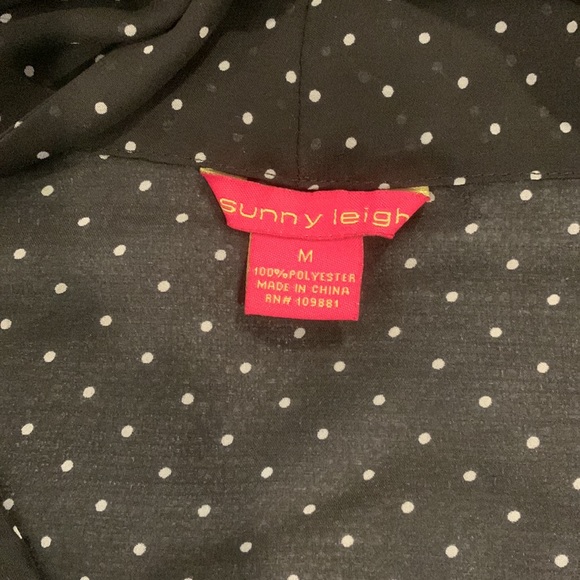 sunny leigh
M
100%POLYESTER
MADE IN CHINA
RN# 109881